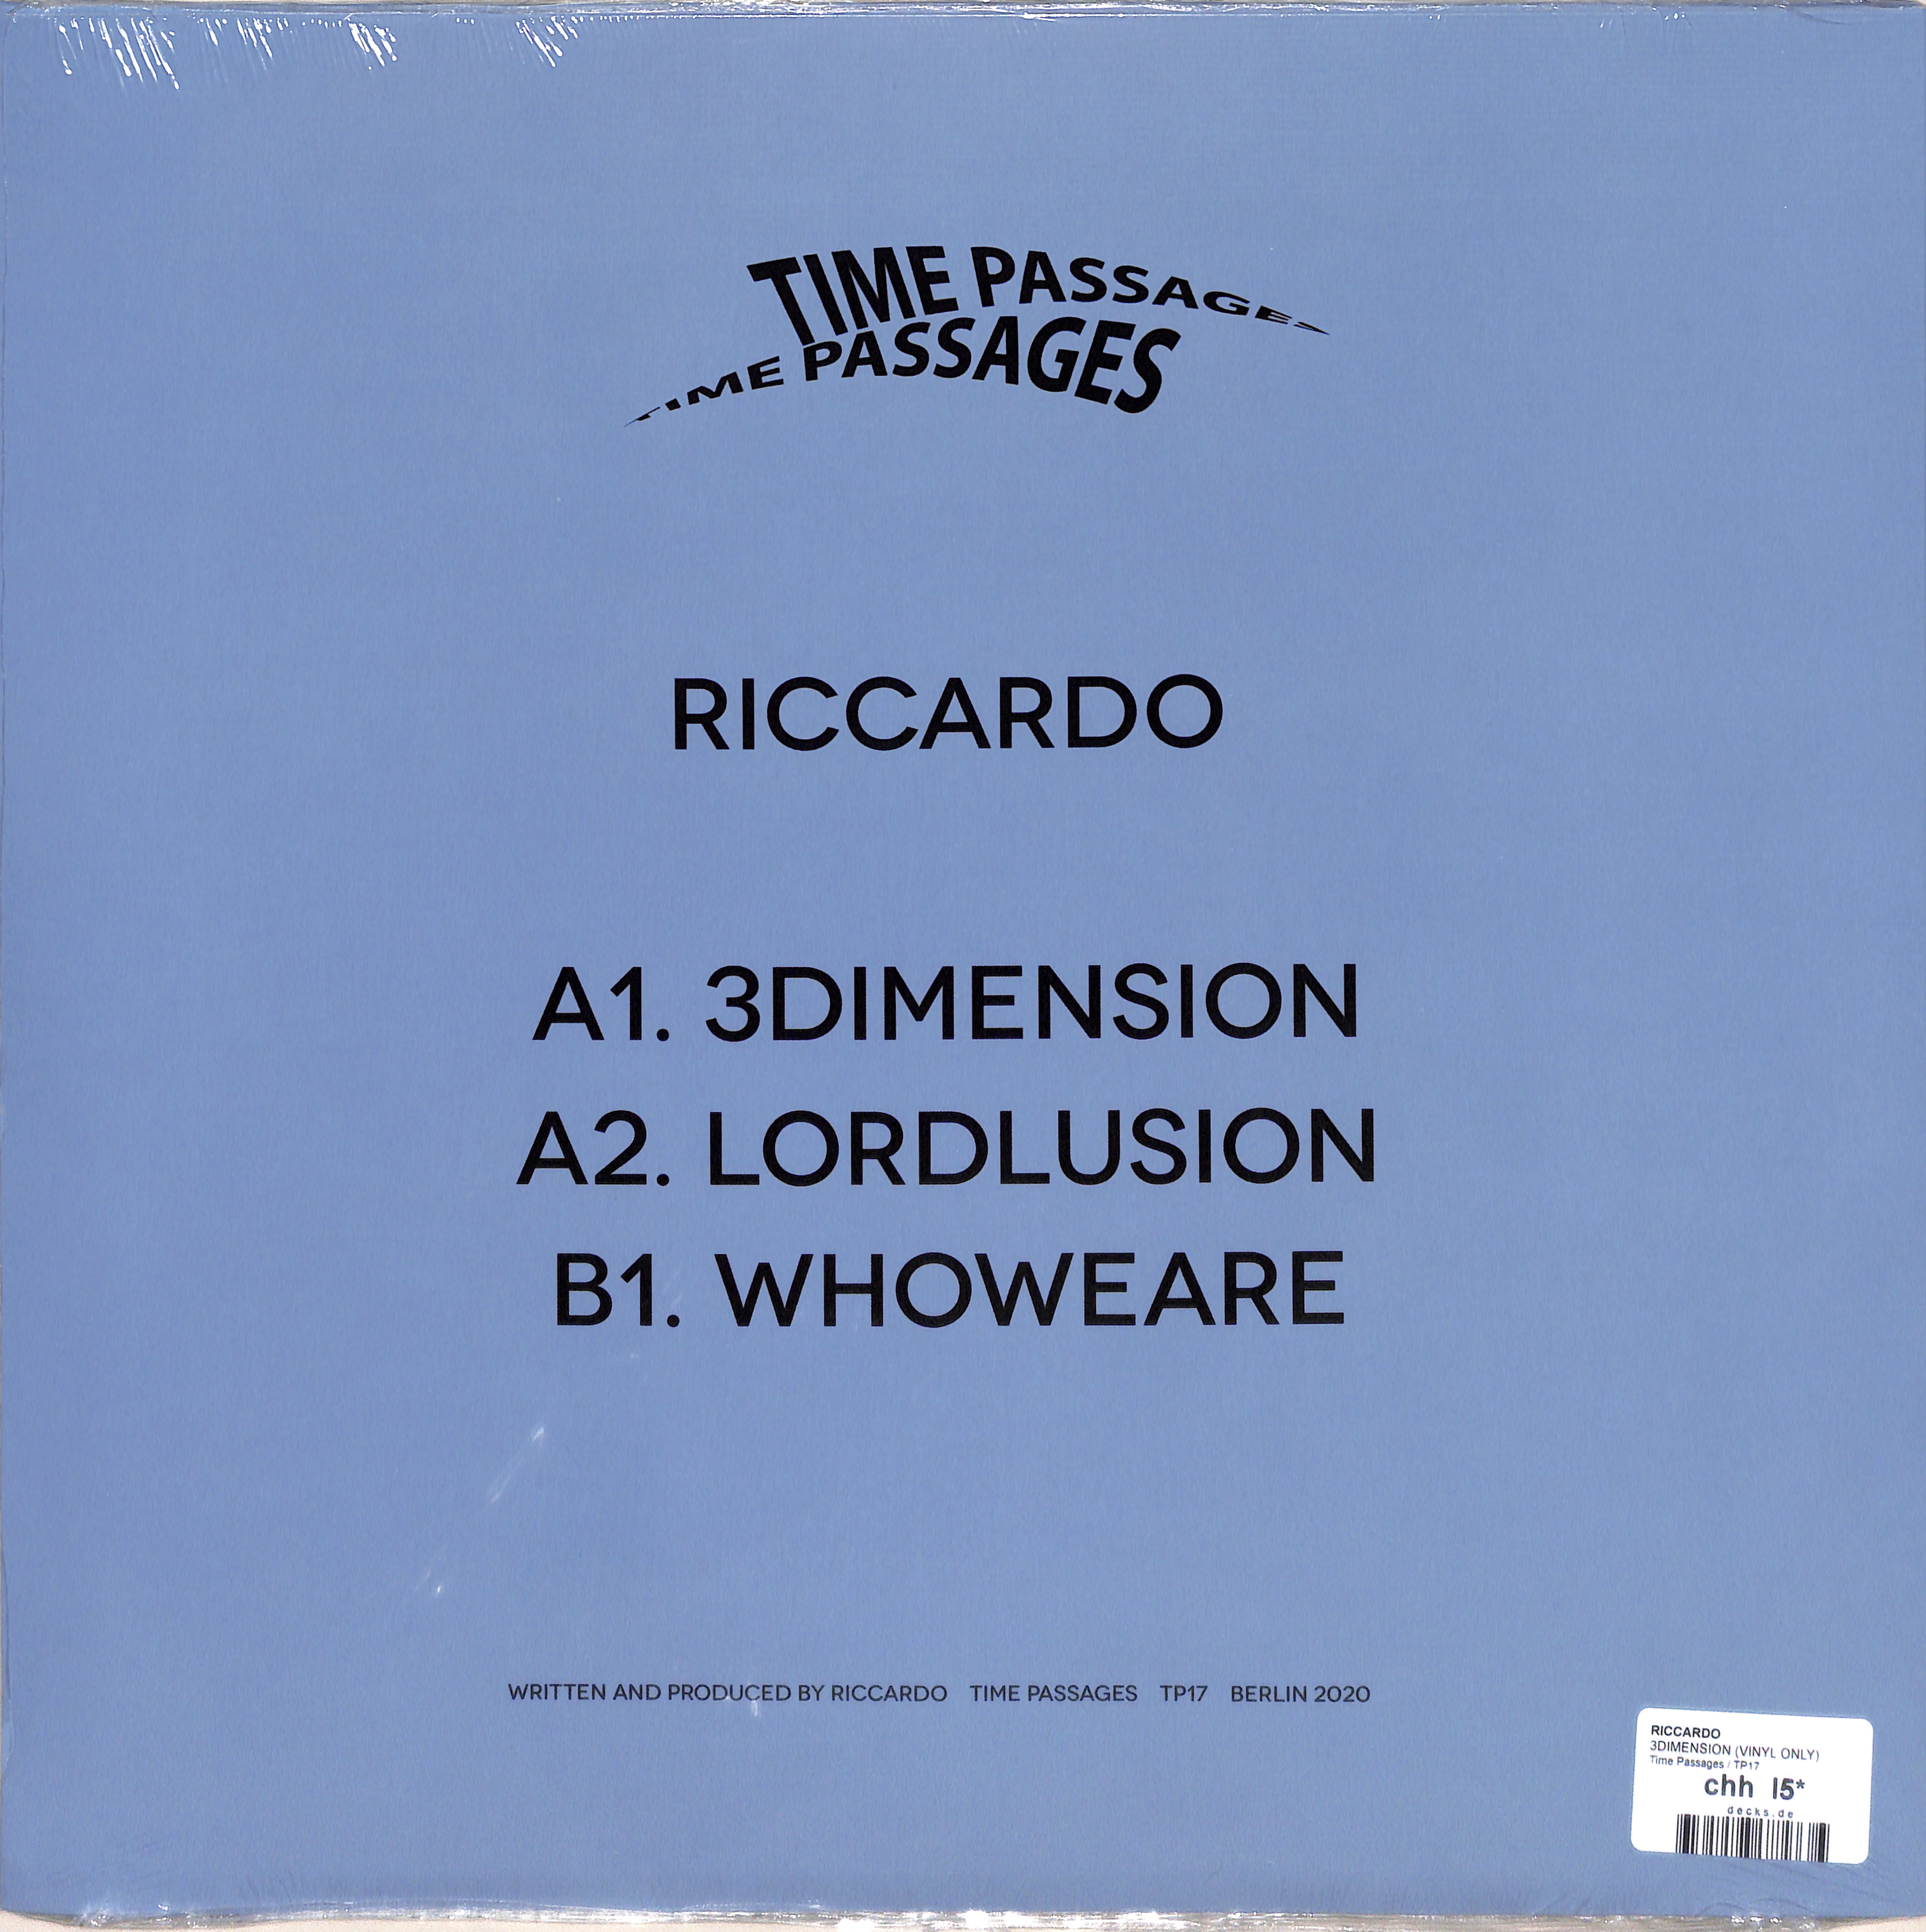 TIME PASSAGES
TIME PASSAGES
RICCARDO
A1. 3DIMENSION
A2. LORDLUSION
B1. WHOWEARE
WRITTEN AND PRODUCED BY RICCARDO TIME PASSAGES TP17 BERLIN 2020
RICCARDO
3DIMENSION (VINYL ONLY)
Time Passages / TP17
chh l5*
decks.de